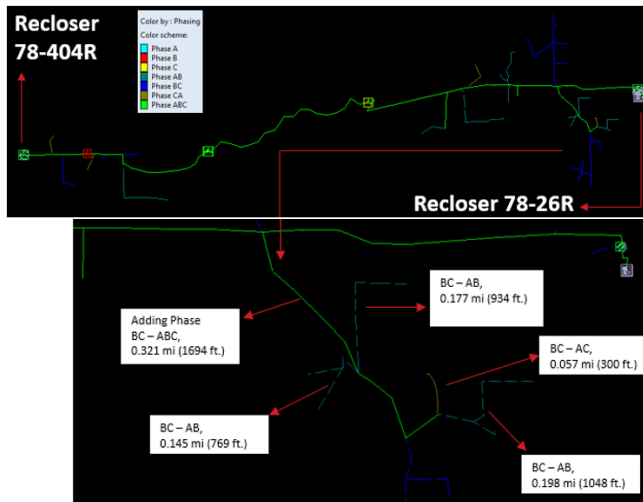 Recloser
78-404R
Color by : Phasing
Color scheme:
Phase A
Phase B
Phase C
Phase AB
Phase BC
Phase CA
Phase ABC
Recloser 78-26R
BC – AB,
0.177 mi (934 ft.)
Adding Phase
BC – ABC,
0.321 mi (1694 ft.)
BC – AC,
0.057 mi (300 ft.)
BC – AB,
0.145 mi (769 ft.)
BC – AB,
0.198 mi (1048 ft.)